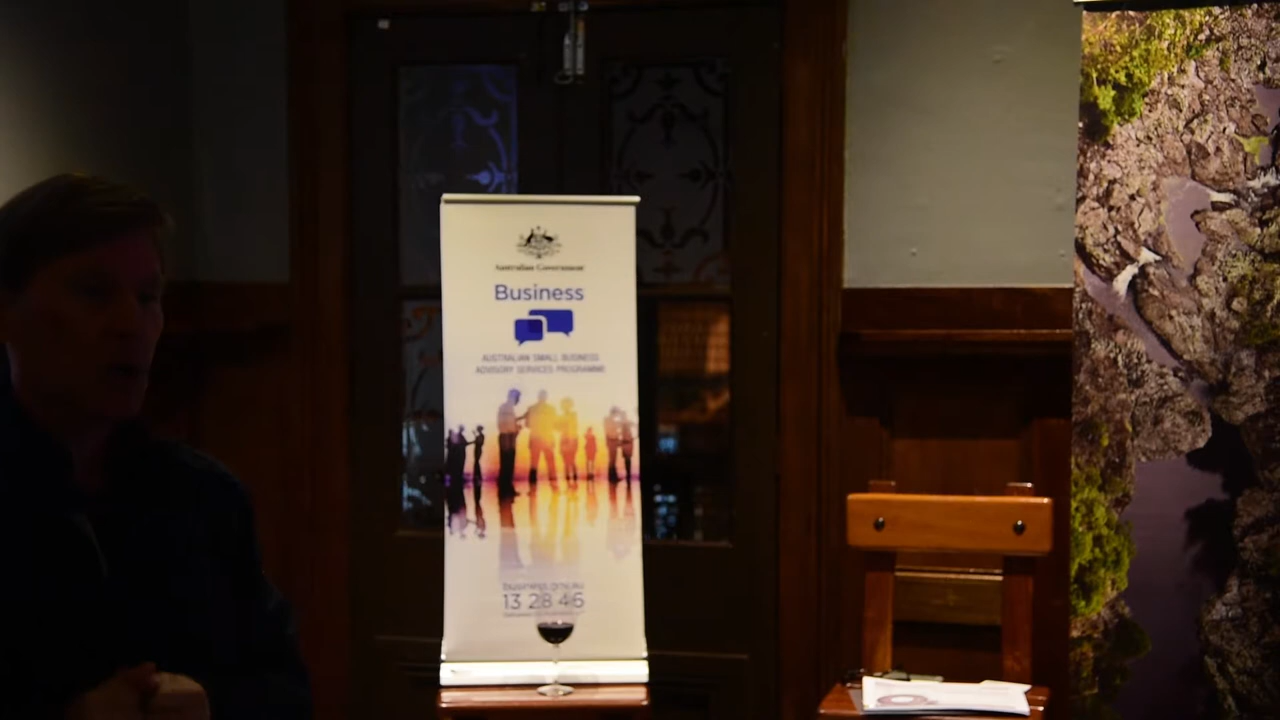 Australian Government
Business
AUSTRALIAN SMALL BUSINESS
ADVISORY SERVICES PROGRAMME
business.gov.au
13 28 46